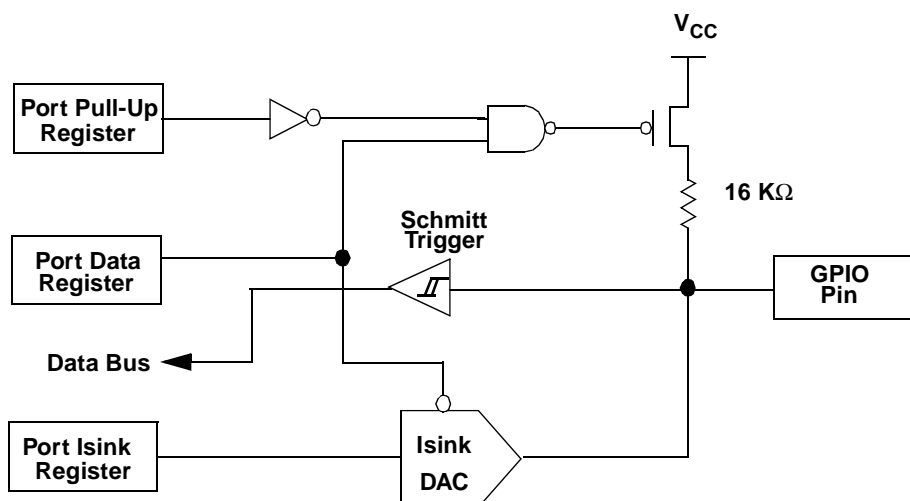 V_CC
Port Pull-Up
Register
16 KΩ
Schmitt
Trigger
Port Data
Register
GPIO
Pin
Data Bus
Port Isink
Register
Isink
DAC